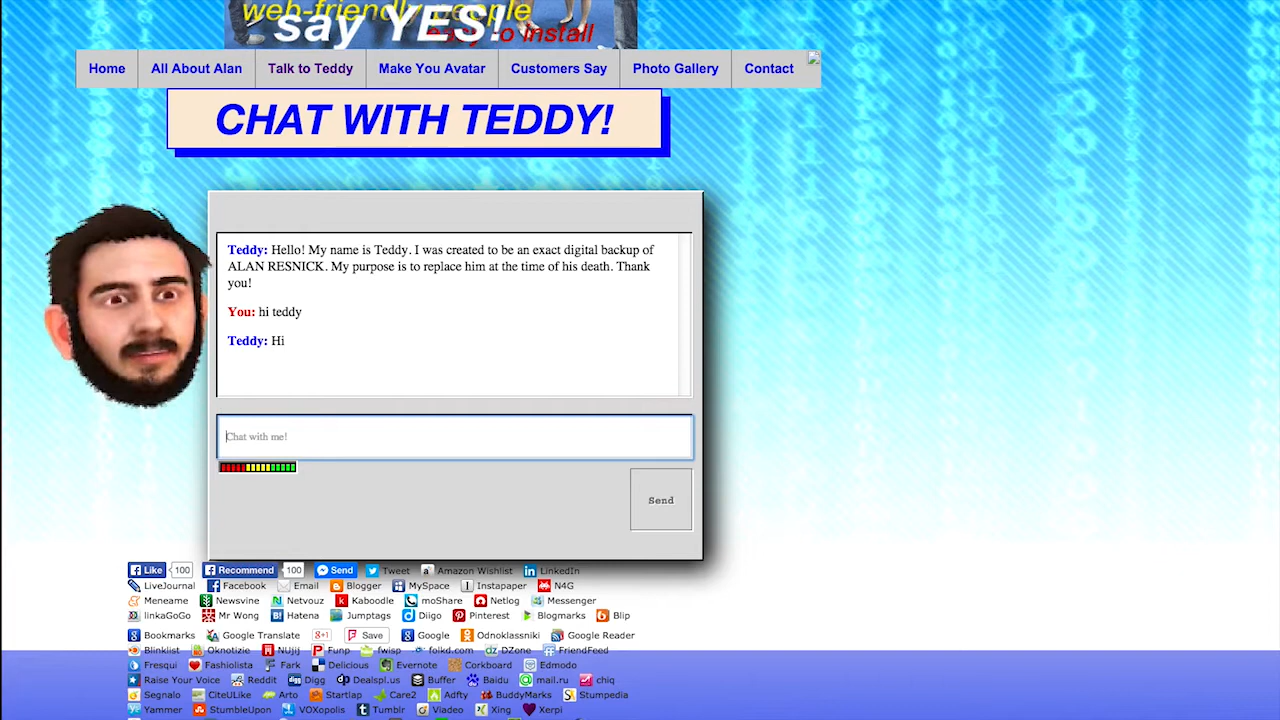 web-friendly people
say YES!
easy to install
Home All About Alan Talk to Teddy Make You Avatar Customers Say Photo Gallery Contact
CHAT WITH TEDDY!
Teddy: Hello! My name is Teddy. I was created to be an exact digital backup of
ALAN RESNICK. My purpose is to replace him at the time of his death. Thank
you!
You: hi teddy
Teddy: Hi
Chat with me!
Send
Like 100 Recommend 100 Send Tweet Amazon Wishlist LinkedIn
LiveJournal Facebook Email Blogger MySpace Instapaper N4G
Meneame Newsvine Netvouz Kaboodle moShare Netlog Messenger
linkaGoGo Mr Wong Hatena Jumptags Diigo Pinterest Blogmarks Blip
Bookmarks Google Translate g+1 Save Google Odnoklassniki Google Reader
Blinklist Oknotizie NUjij Funp fwisp folkd.com DZone FriendFeed
Fresqui Fashiolista Fark Delicious Evernote Corkboard Edmodo
Raise Your Voice Reddit Digg Dealspl.us Buffer Baidu mail.ru chiq
Segnalo CiteULike Arto Startlap Care2 Adfty BuddyMarks Stumpedia
Yammer StumbleUpon VOXopolis Tumblr Viadeo Xing Xerpi